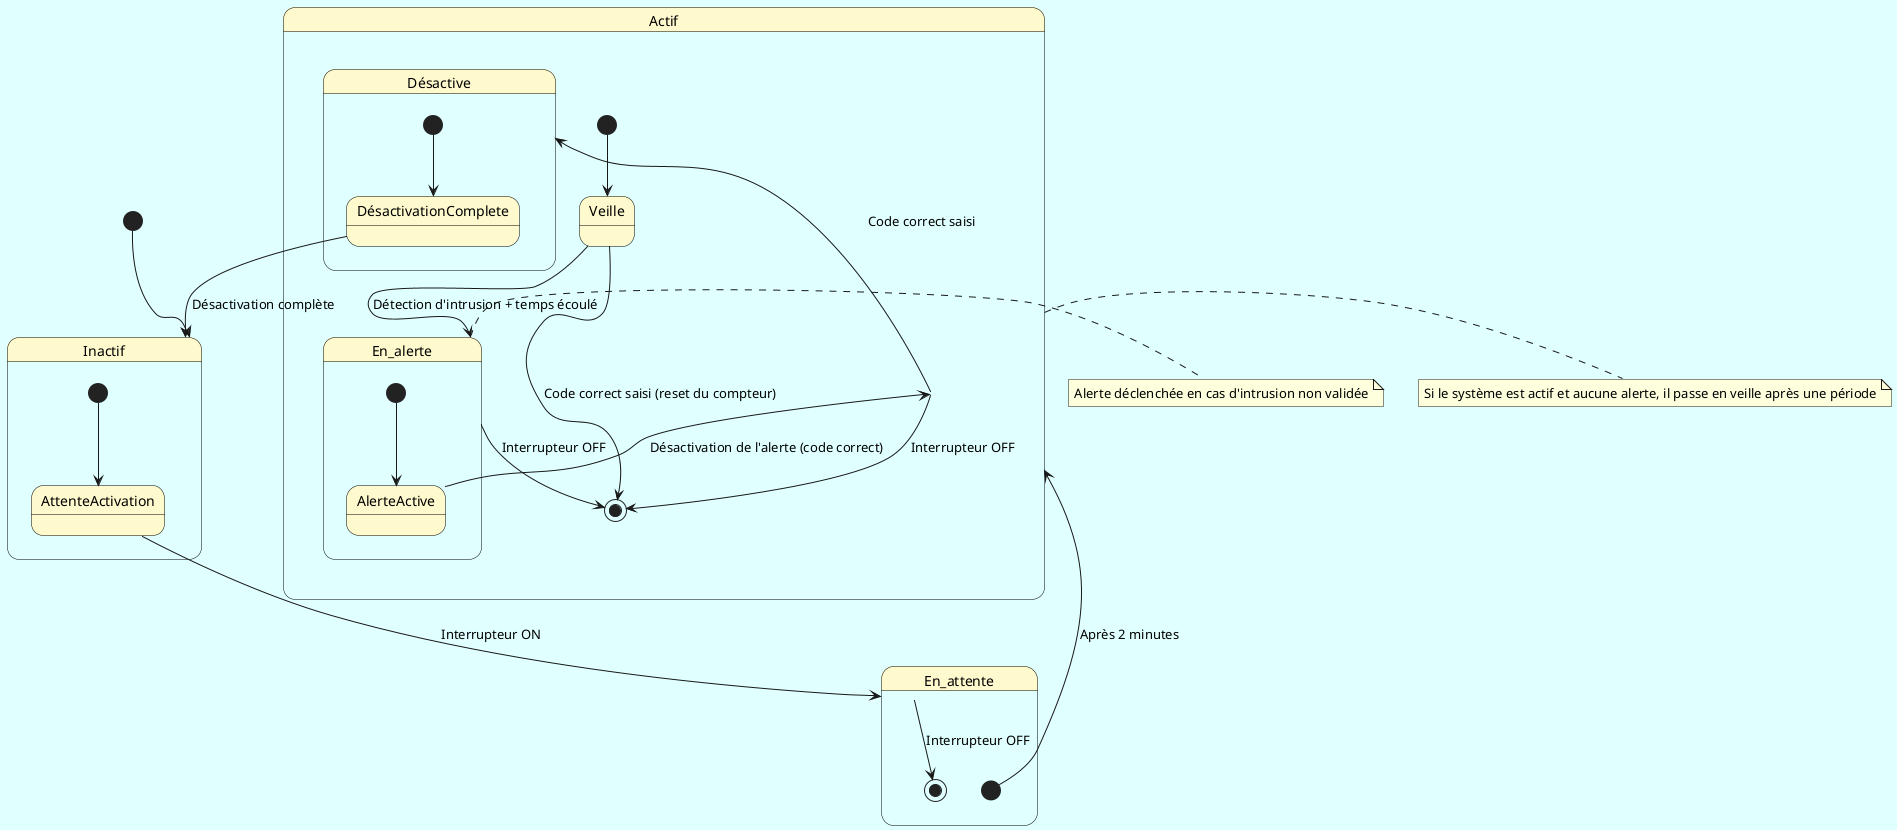 Actif
Désactive
DésactivationComplete
Veille
Code correct saisi
Désactivation complète
Détection d'intrusion + temps écoulé
Inactif
En_alerte
Code correct saisi (reset du compteur)
Alerte déclenchée en cas d'intrusion non validée
Si le système est actif et aucune alerte, il passe en veille après une période
Interrupteur OFF
Désactivation de l'alerte (code correct)
Interrupteur OFF
AttenteActivation
AlerteActive
Interrupteur ON
Après 2 minutes
En_attente
Interrupteur OFF